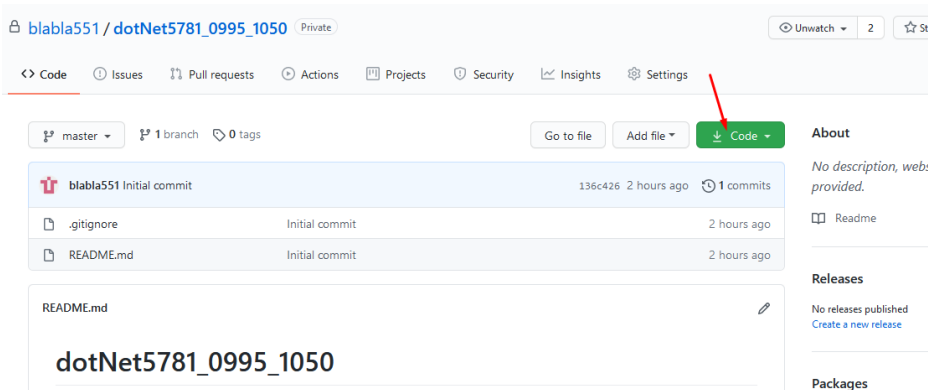 blabla551 / dotNet5781_0995_1050 Private
Unwatch 2
Code Issues Pull requests Actions Projects Security Insights Settings
master 1 branch 0 tags Go to file Add file Code
blabla551 Initial commit 136c426 2 hours ago 1 commits
.gitignore Initial commit 2 hours ago
README.md Initial commit 2 hours ago
README.md
dotNet5781_0995_1050
About
No description,
provided.
Readme
Releases
No releases published
Create a new release
Packages